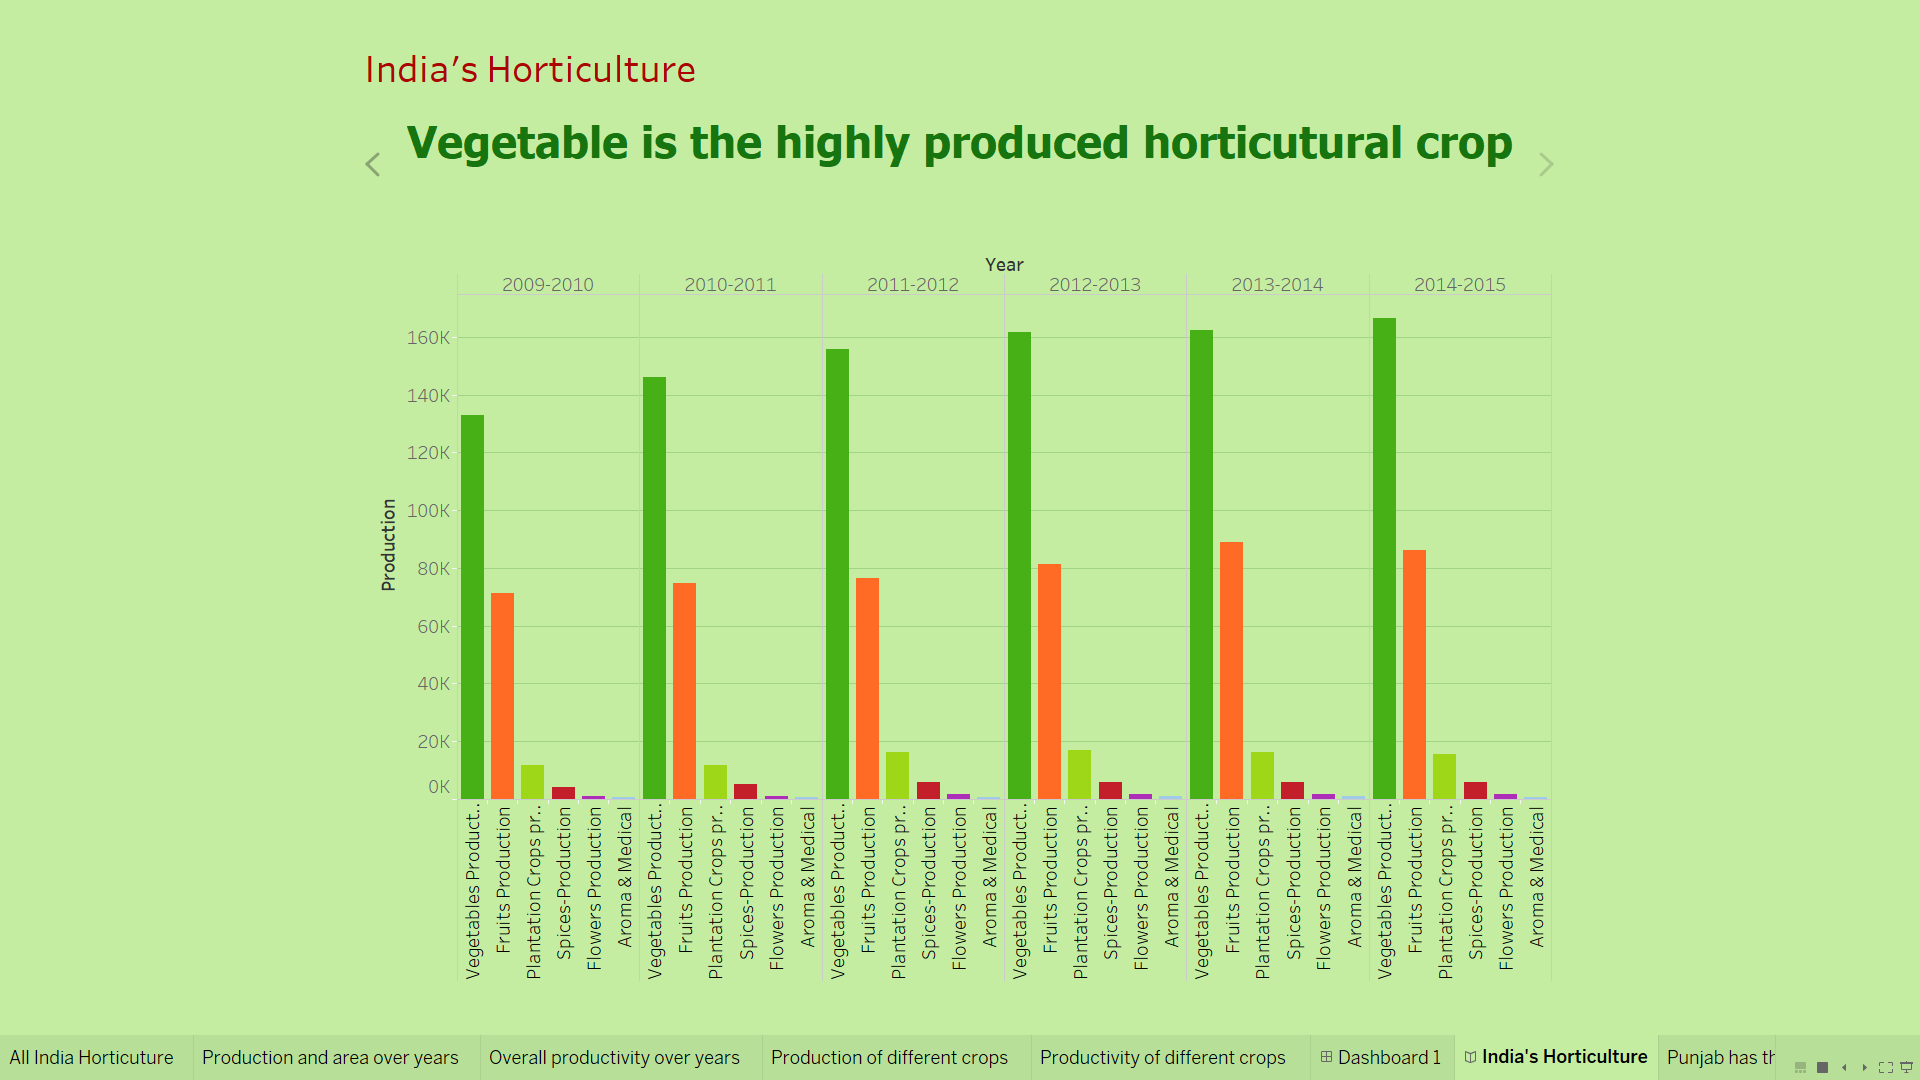 India's Horticulture
Vegetable is the highly produced horticutural crop
Year
2009-2010 2010-2011 2011-2012 2012-2013 2013-2014 2014-2015
160K
140K
120K
100K
80K
60K
40K
20K
0K
Production
Vegetables Product.. Fruits Production Plantation Crops pr.. Spices-Production Flowers Production Aroma & Medical
Vegetables Product.. Fruits Production Plantation Crops pr.. Spices-Production Flowers Production Aroma & Medical
Vegetables Product.. Fruits Production Plantation Crops pr.. Spices-Production Flowers Production Aroma & Medical
Vegetables Product.. Fruits Production Plantation Crops pr.. Spices-Production Flowers Production Aroma & Medical
Vegetables Product.. Fruits Production Plantation Crops pr.. Spices-Production Flowers Production Aroma & Medical
Vegetables Product.. Fruits Production Plantation Crops pr.. Spices-Production Flowers Production Aroma & Medical
All India Horticuture Production and area over years Overall productivity over years Production of different crops Productivity of different crops Dashboard 1 India's Horticulture Punjab has th